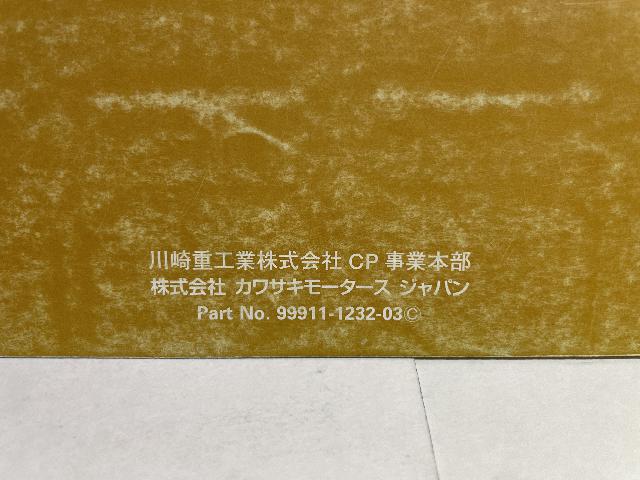 川崎重工業株式会社 CP 事業本部
株式会社 カワサキモータース ジャパン
Part No. 99911-1232-03©